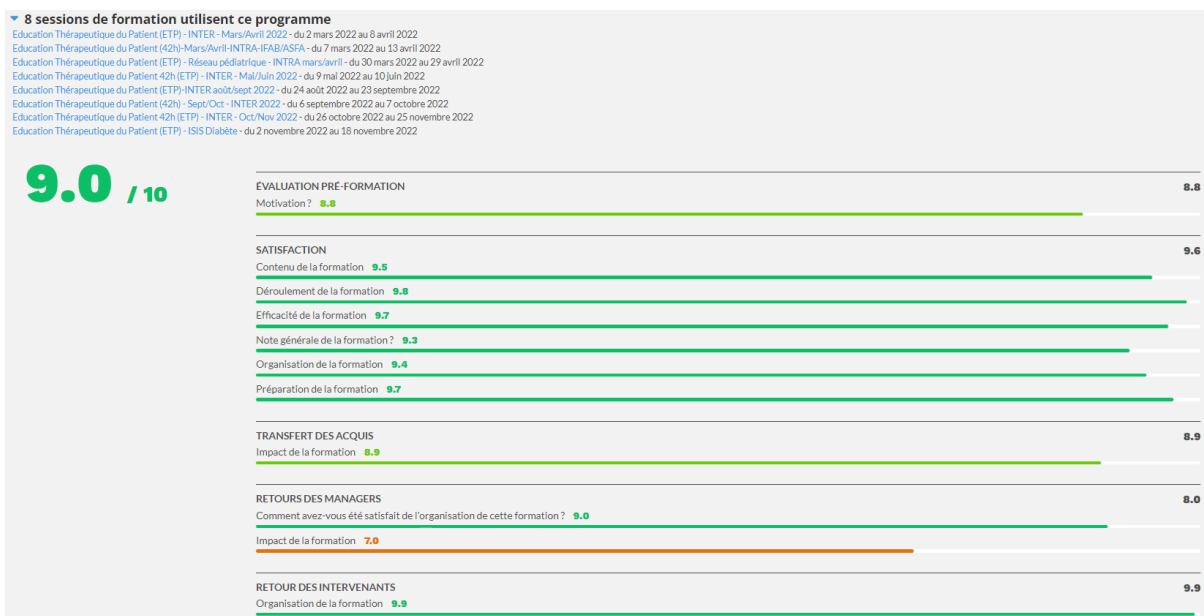 8 sessions de formation utilisent ce programme
Education Thérapeutique du Patient (ETP) - INTER - Mars/Avril 2022 - du 2 mars 2022 au 8 avril 2022
Education Thérapeutique du Patient (42h)-Mars/Avril-INTRA-IFAB/ASFA - du 7 mars 2022 au 13 avril 2022
Education Thérapeutique du Patient (ETP) - Réseau pédiatrique - INTRA mars/avril - du 30 mars 2022 au 29 avril 2022
Education Thérapeutique du Patient 42h (ETP) - INTER - Mai/Juin 2022 - du 9 mai 2022 au 10 juin 2022
Education Thérapeutique du Patient (ETP)-INTER août/sept 2022 - du 24 août 2022 au 23 septembre 2022
Education Thérapeutique du Patient (42h) - Sept/Oct - INTER 2022 - du 6 septembre 2022 au 7 octobre 2022
Education Thérapeutique du Patient 42h (ETP) - INTER - Oct/Nov 2022 - du 26 octobre 2022 au 25 novembre 2022
Education Thérapeutique du Patient (ETP) - ISIS Diabète - du 2 novembre 2022 au 18 novembre 2022
9.0 / 10
ÉVALUATION PRÉ-FORMATION 8.8
Motivation ? 8.8
SATISFACTION 9.6
Contenu de la formation 9.5
Déroulement de la formation 9.8
Efficacité de la formation 9.7
Note générale de la formation ? 9.3
Organisation de la formation 9.4
Préparation de la formation 9.7
TRANSFERT DES ACQUIS 8.9
Impact de la formation 8.9
RETOURS DES MANAGERS 8.0
Comment avez-vous été satisfait de l'organisation de cette formation ? 9.0
Impact de la formation 7.0
RETOUR DES INTERVENANTS 9.9
Organisation de la formation 9.9